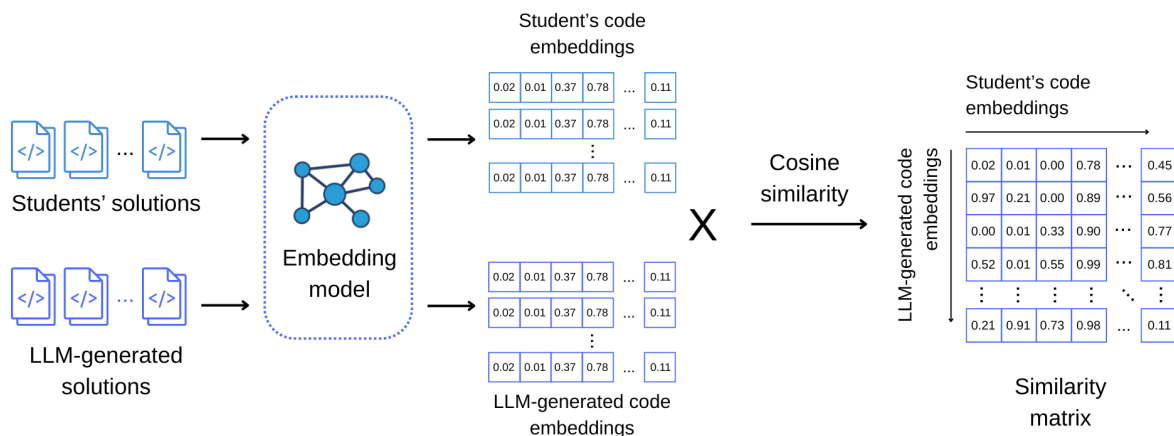 Students' solutions
</> </> ... </>
LLM-generated
solutions
</> </> ... </>
Embedding
model
Student's code
embeddings
0.02 0.01 0.37 0.78 ... 0.11
0.02 0.01 0.37 0.78 ... 0.11
⋮
0.02 0.01 0.37 0.78 ... 0.11
0.02 0.01 0.37 0.78 ... 0.11
0.02 0.01 0.37 0.78 ... 0.11
⋮
0.02 0.01 0.37 0.78 ... 0.11
LLM-generated code
embeddings
X
Cosine
similarity
Student's code
embeddings
LLM-generated code
embeddings
0.02 0.01 0.00 0.78 ... 0.45
0.97 0.21 0.00 0.89 ... 0.56
0.00 0.01 0.33 0.90 ... 0.77
0.52 0.01 0.55 0.99 ... 0.81
⋮ ⋮ ⋮ ⋮ ⋱ ⋮
0.21 0.91 0.73 0.98 ... 0.11
Similarity
matrix